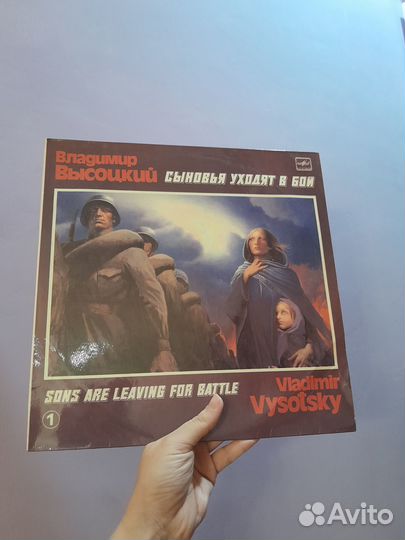 Владимир
Высоцкий
СЫНОВЬЯ УХОДЯТ В БОЙ
SONS ARE LEAVING FOR BATTLE
Vladimir
Vysotsky
1
Avito